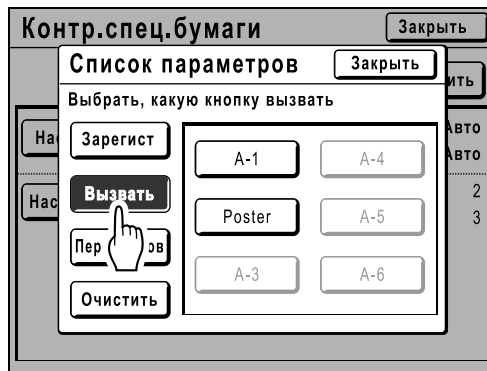 Контр.спец.бумаги
Закрыть
Список параметров
Закрыть
Выбрать, какую кнопку вызвать
Зарегист
Вызвать
Очистить
A-1
A-4
Poster
A-5
A-3
A-6
Авто
Авто
2
3